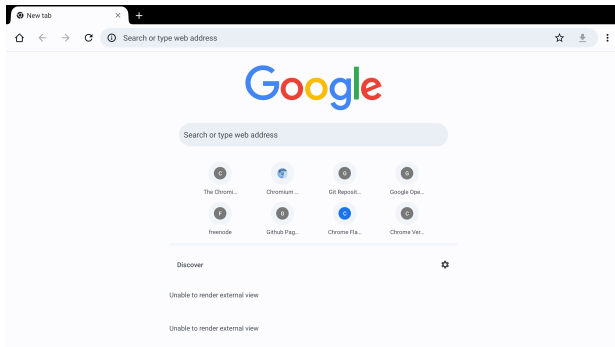 New tab
Search or type web address
Google
Search or type web address
C
G
G
The Chromi...
Chromium ...
Git Reposit...
Google Ope...
F
G
C
C
freenode
Github Pag...
Chrome Fla...
Chrome Ver...
Discover
Unable to render external view
Unable to render external view